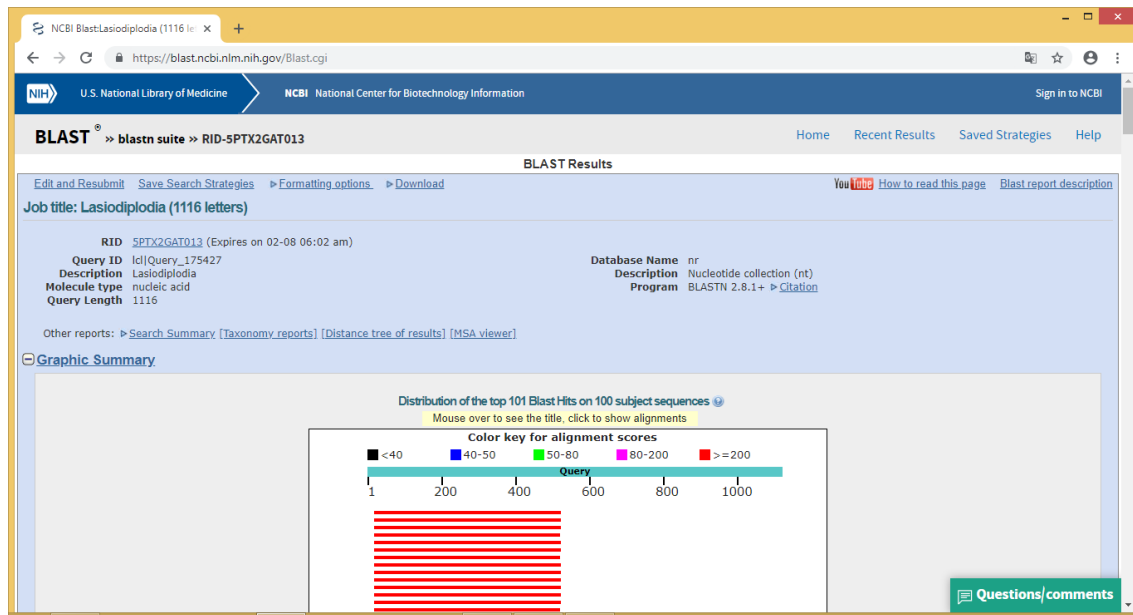 NCBI Blast:Lasiodiplodia (1116 le
https://blast.ncbi.nlm.nih.gov/Blast.cgi
NIH U.S. National Library of Medicine NCBI National Center for Biotechnology Information Sign in to NCBI
BLAST ® » blastn suite » RID-5PTX2GAT013 Home Recent Results Saved Strategies Help
BLAST Results
Edit and Resubmit Save Search Strategies Formatting options Download YouTube How to read this page Blast report description
Job title: Lasiodiplodia (1116 letters)
RID 5PTX2GAT013 (Expires on 02-08 06:02 am)
Query ID lcl|Query_175427 Database Name nr
Description Lasiodiplodia Description Nucleotide collection (nt)
Molecule type nucleic acid Program BLASTN 2.8.1+ Citation
Query Length 1116
Other reports: Search Summary [Taxonomy reports] [Distance tree of results] [MSA viewer]
Graphic Summary
Distribution of the top 101 Blast Hits on 100 subject sequences
Mouse over to see the title, click to show alignments
Color key for alignment scores
<40 40-50 50-80 80-200 >=200
Query
1 200 400 600 800 1000
Questions/comments